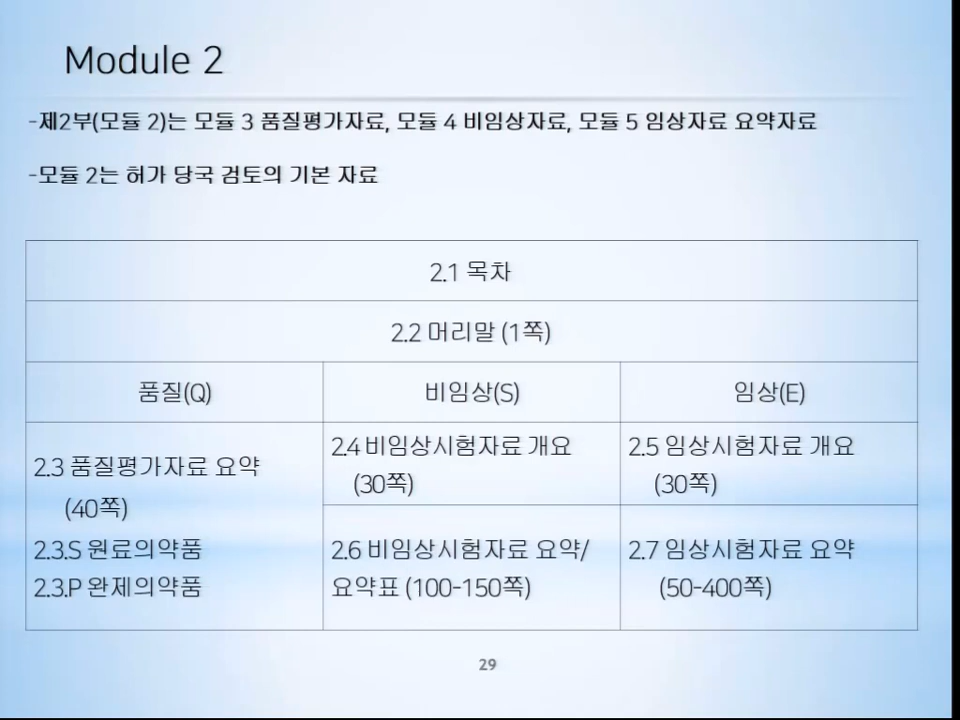 Module 2
-제2부(모듈 2)는 모듈 3 품질평가자료, 모듈 4 비임상자료, 모듈 5 임상자료 요약자료
-모듈 2는 허가 당국 검토의 기본 자료
2.1 목차
2.2 머리말 (1쪽)
품질(Q)
비임상(S)
임상(E)
2.3 품질평가자료 요약
(40쪽)
2.3.S 원료의약품
2.3.P 완제의약품
2.4 비임상시험자료 개요
(30쪽)
2.5 임상시험자료 개요
(30쪽)
2.6 비임상시험자료 요약/
요약표 (100-150쪽)
2.7 임상시험자료 요약
(50-400쪽)
29